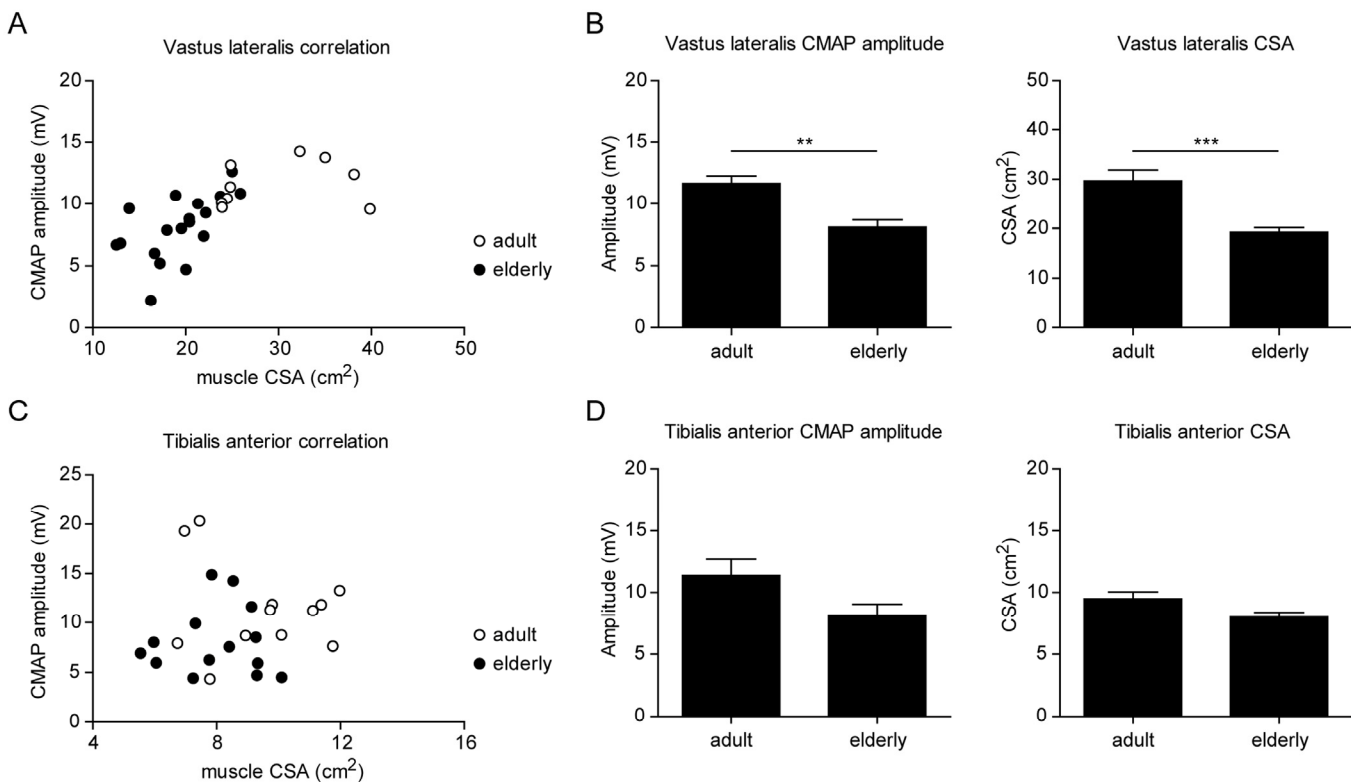 A
Vastus lateralis correlation
20
15
10
5
0
CMAP amplitude (mV)
10 20 30 40 50
muscle CSA (cm²)
adult
elderly
B
Vastus lateralis CMAP amplitude
20
15
10
5
0
Amplitude (mV)
**
adult elderly
Vastus lateralis CSA
50
40
30
20
10
0
CSA (cm²)
***
adult elderly
C
Tibialis anterior correlation
25
20
15
10
5
0
CMAP amplitude (mV)
4 8 12 16
muscle CSA (cm²)
adult
elderly
D
Tibialis anterior CMAP amplitude
20
15
10
5
0
Amplitude (mV)
adult elderly
Tibialis anterior CSA
20
15
10
5
0
CSA (cm²)
adult elderly